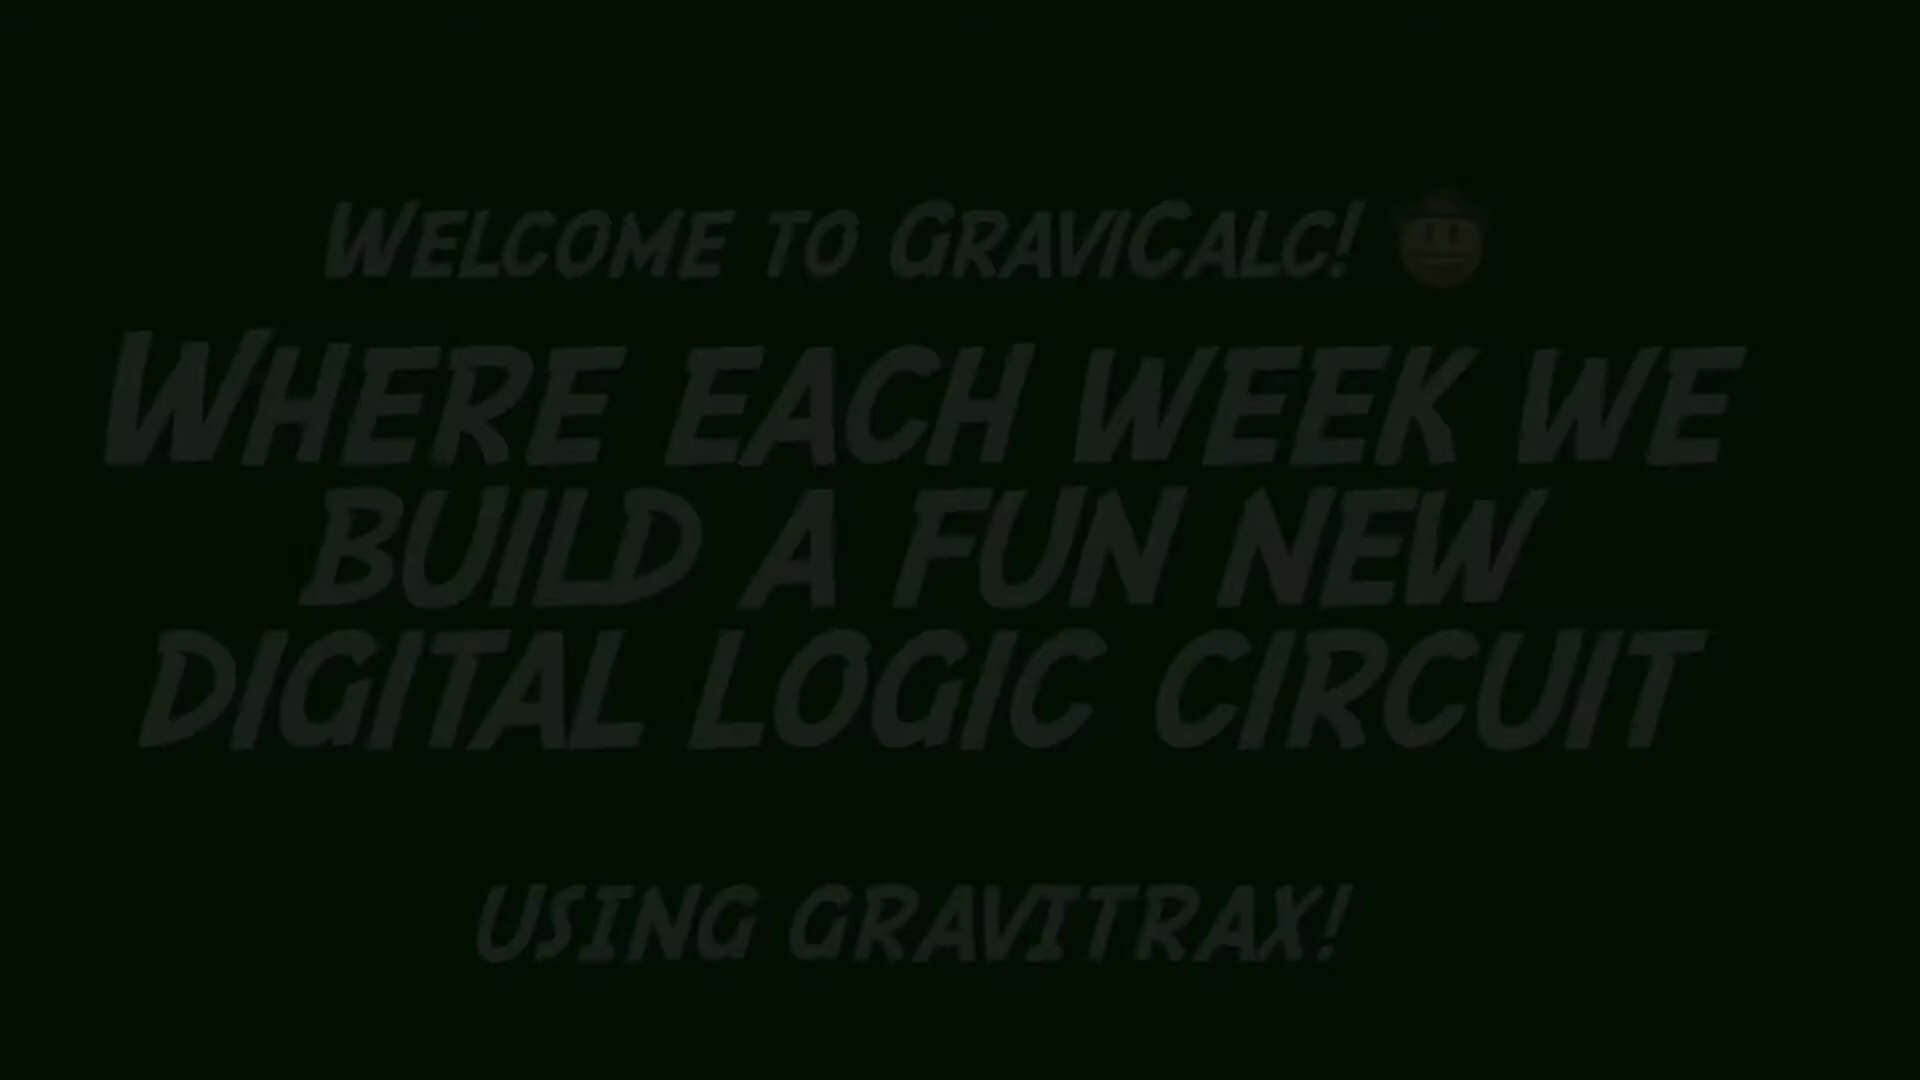 Welcome to GraviCalc! 🤠
Where each week we
build a fun new
digital logic circuit
using gravitrax!